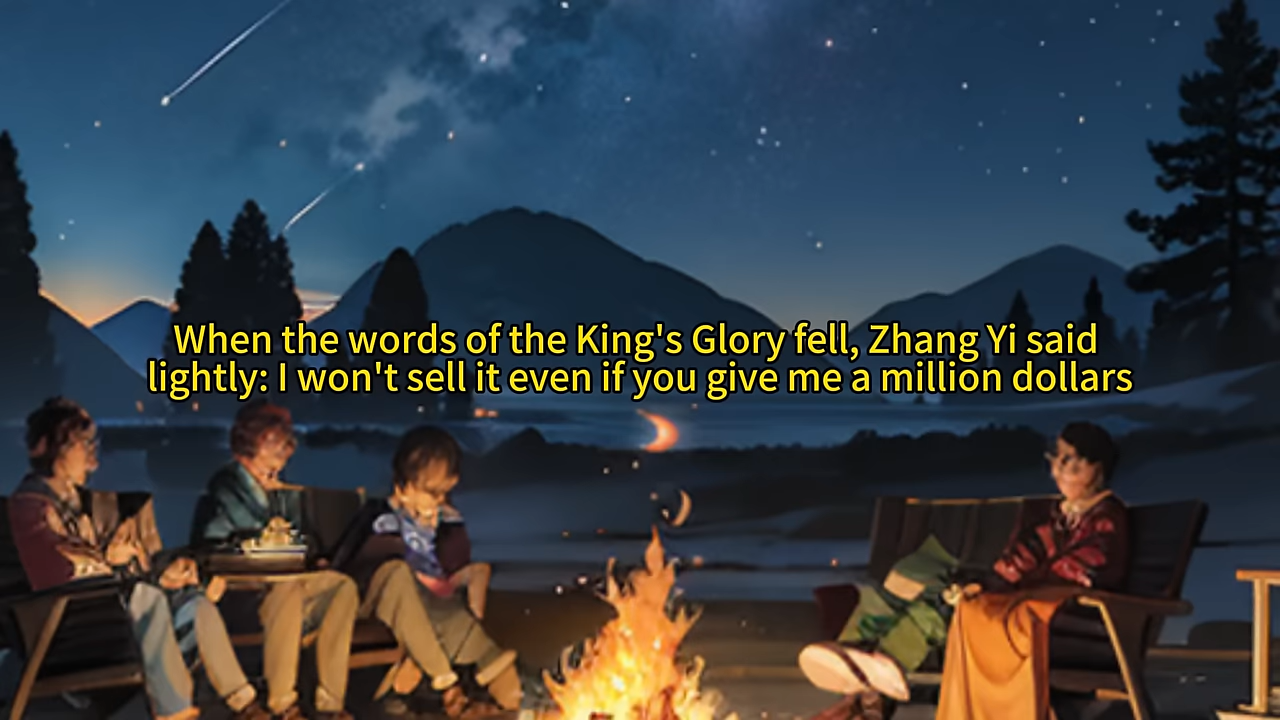 When the words of the King's Glory fell, Zhang Yi said
lightly: I won't sell it even if you give me a million dollars